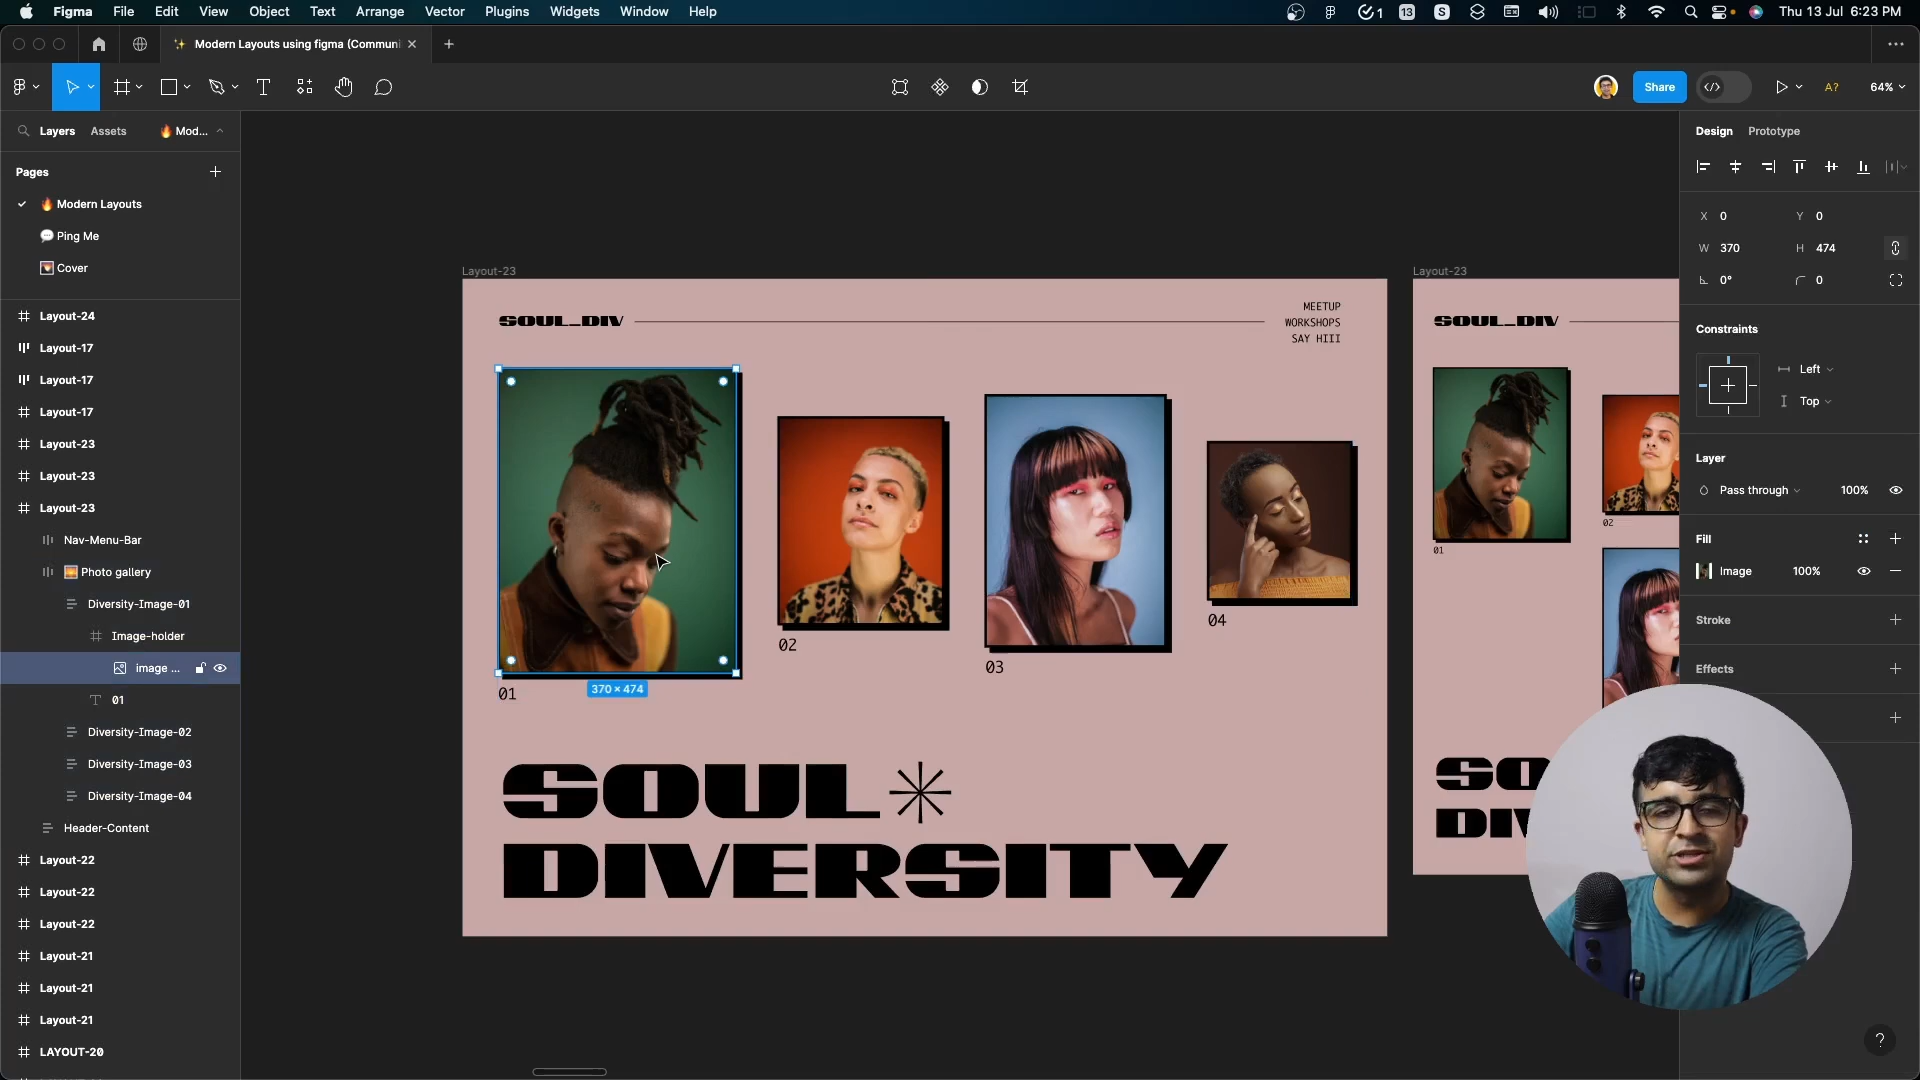 Figma File Edit View Object Text Arrange Vector Plugins Widgets Window Help
1 13 S Thu 13 Jul 6:23 PM
Modern Layouts using figma (Communi
Share A? 64%
Layers Assets Mod...
Pages
Modern Layouts
Ping Me
Cover
Layout-24
Layout-17
Layout-17
Layout-17
Layout-23
Layout-23
Layout-23
Nav-Menu-Bar
Photo gallery
Diversity-Image-01
Image-holder
image ...
01
Diversity-Image-02
Diversity-Image-03
Diversity-Image-04
Header-Content
Layout-22
Layout-22
Layout-22
Layout-21
Layout-21
Layout-21
LAYOUT-20
Layout-23
SOUL_DIV
MEETUP
WORKSHOPS
SAY HIII
01
370 × 474
02
03
04
SOUL
DIVERSITY
Layout-23
SOUL_DIV
01
02
SO
DIV
Design Prototype
X 0 Y 0
W 370 H 474
0° 0
Constraints
Left
Top
Layer
Pass through 100%
Fill
Image 100%
Stroke
Effects
?